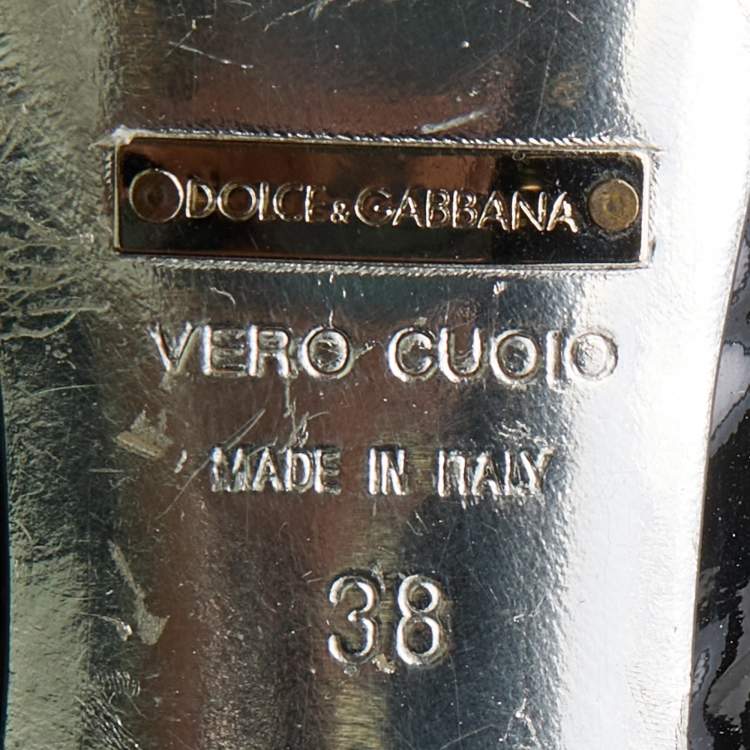 DOLCE&GABBANA
VERO CUOIO
MADE IN ITALY
38